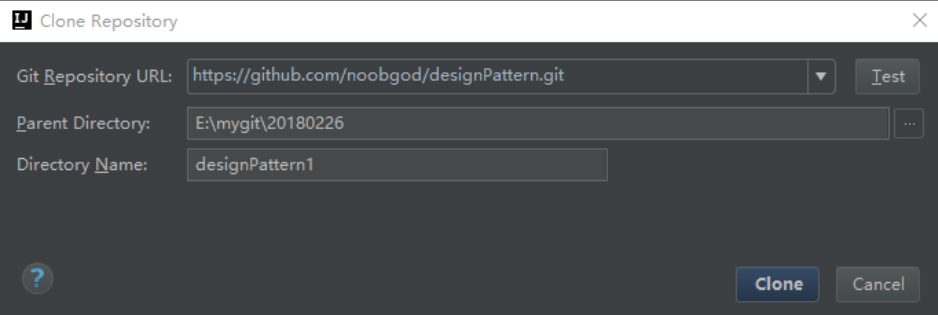 IJ Clone Repository
Git Repository URL: https://github.com/noobgod/designPattern.git Test
Parent Directory: E:\mygit\20180226 ...
Directory Name: designPattern1
? Clone Cancel